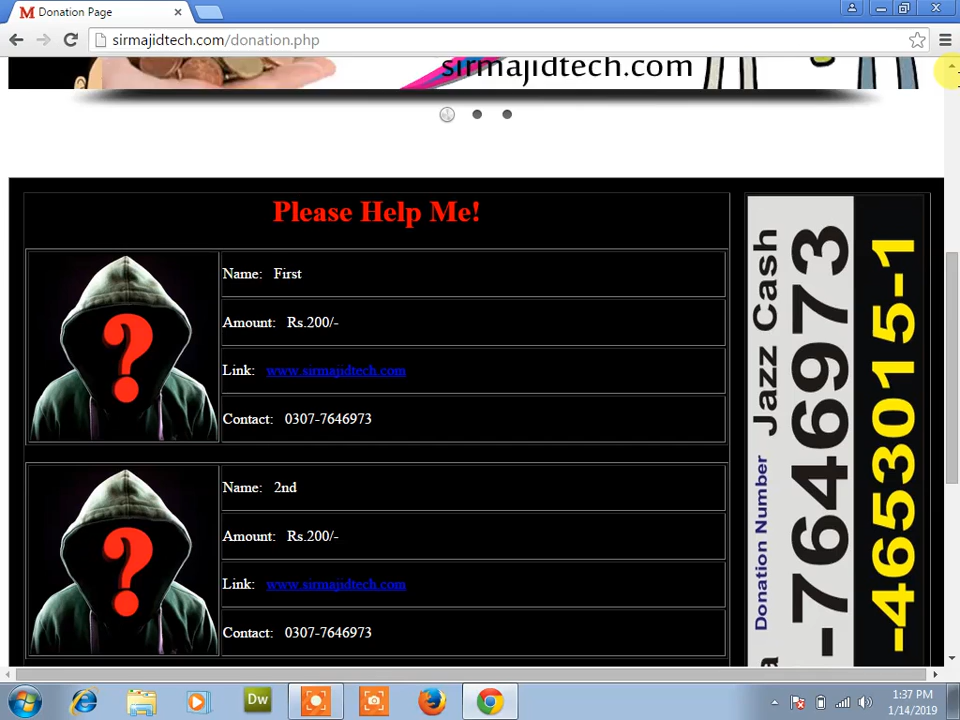 Donation Page
sirmajidtech.com/donation.php
sirmajidtech.com
Please Help Me!
Name: First
Amount: Rs.200/-
Link: www.sirmajidtech.com
Contact: 0307-7646973
Name: 2nd
Amount: Rs.200/-
Link: www.sirmajidtech.com
Contact: 0307-7646973
Donation Number Jazz Cash
-7646973
-4653015-1
Dw
1:37 PM
1/14/2019